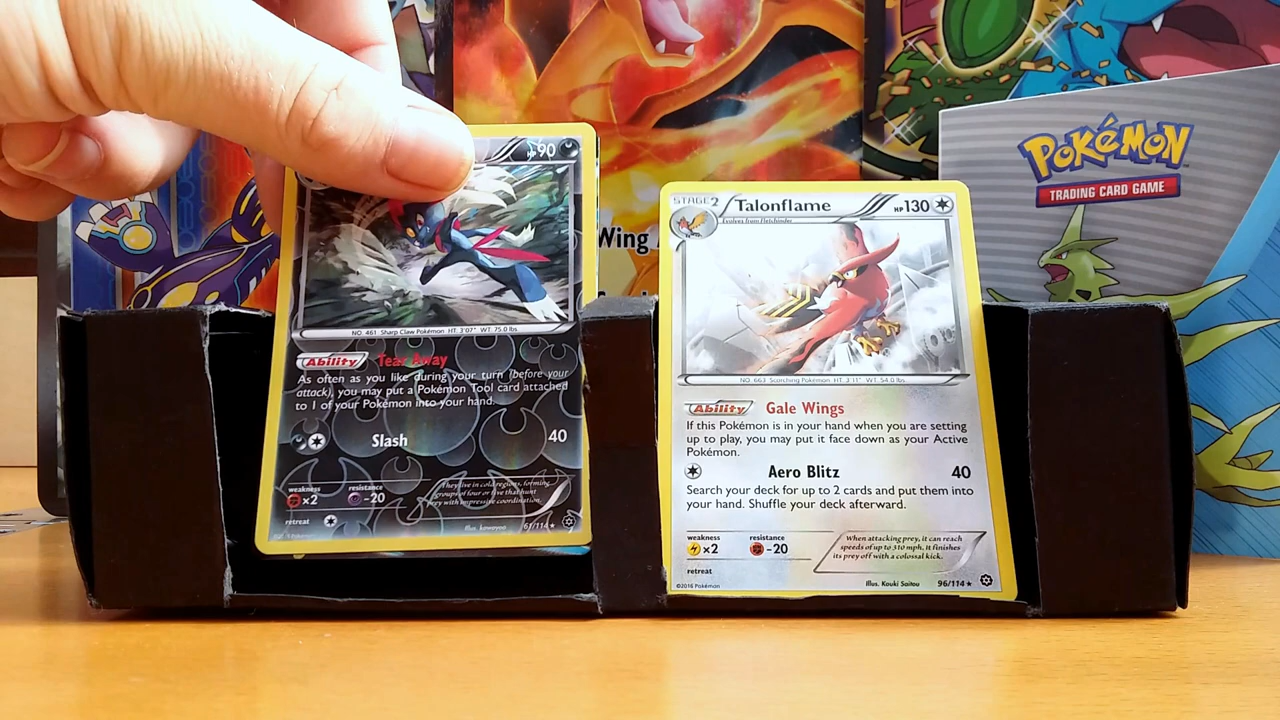 POKéMON
TRADING CARD GAME
Wing
90
NO. 461 Sharp Claw Pokémon HT: 3'07" WT: 75.0 lbs
Ability Tear Away
As often as you like during your turn (before your
attack), you may put a Pokémon Tool card attached
to 1 of your Pokémon into your hand.
Slash 40
weakness resistance
×2 -20
They live in cold regions, forming
groups of four or five that hunt
prey with impressive coordination.
retreat
Illus. kawayoo 61/114★
STAGE2 Talonflame HP130
Evolves from Fletchinder
NO. 663 Scorching Pokémon HT: 3'11" WT: 54.0 lbs.
Ability Gale Wings
If this Pokémon is in your hand when you are setting
up to play, you may put it face down as your Active
Pokémon.
Aero Blitz 40
Search your deck for up to 2 cards and put them into
your hand. Shuffle your deck afterward.
weakness resistance
×2 -20
When attacking prey, it can reach
speeds of up to 310 mph. It finishes
its prey off with a colossal kick.
retreat
©2016 Pokémon Illus. Kouki Saitou 96/114★